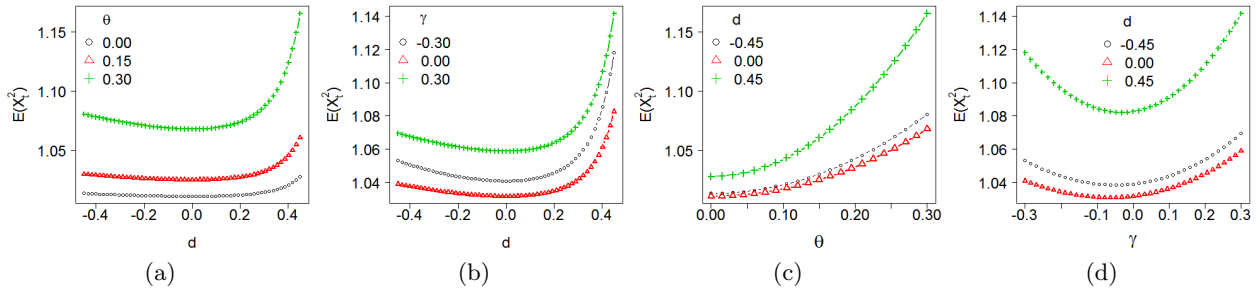 E(X_t^2)
1.15
1.10
1.05
θ
0.00
0.15
0.30
-0.4 -0.2 0.0 0.2 0.4
d
(a)
E(X_t^2)
1.14
1.12
1.10
1.08
1.06
1.04
γ
-0.30
0.00
0.30
-0.4 -0.2 0.0 0.2 0.4
d
(b)
E(X_t^2)
1.15
1.10
1.05
d
-0.45
0.00
0.45
0.00 0.10 0.20 0.30
θ
(c)
E(X_t^2)
1.14
1.12
1.10
1.08
1.06
1.04
d
-0.45
0.00
0.45
-0.3 -0.1 0.0 0.1 0.2 0.3
γ
(d)